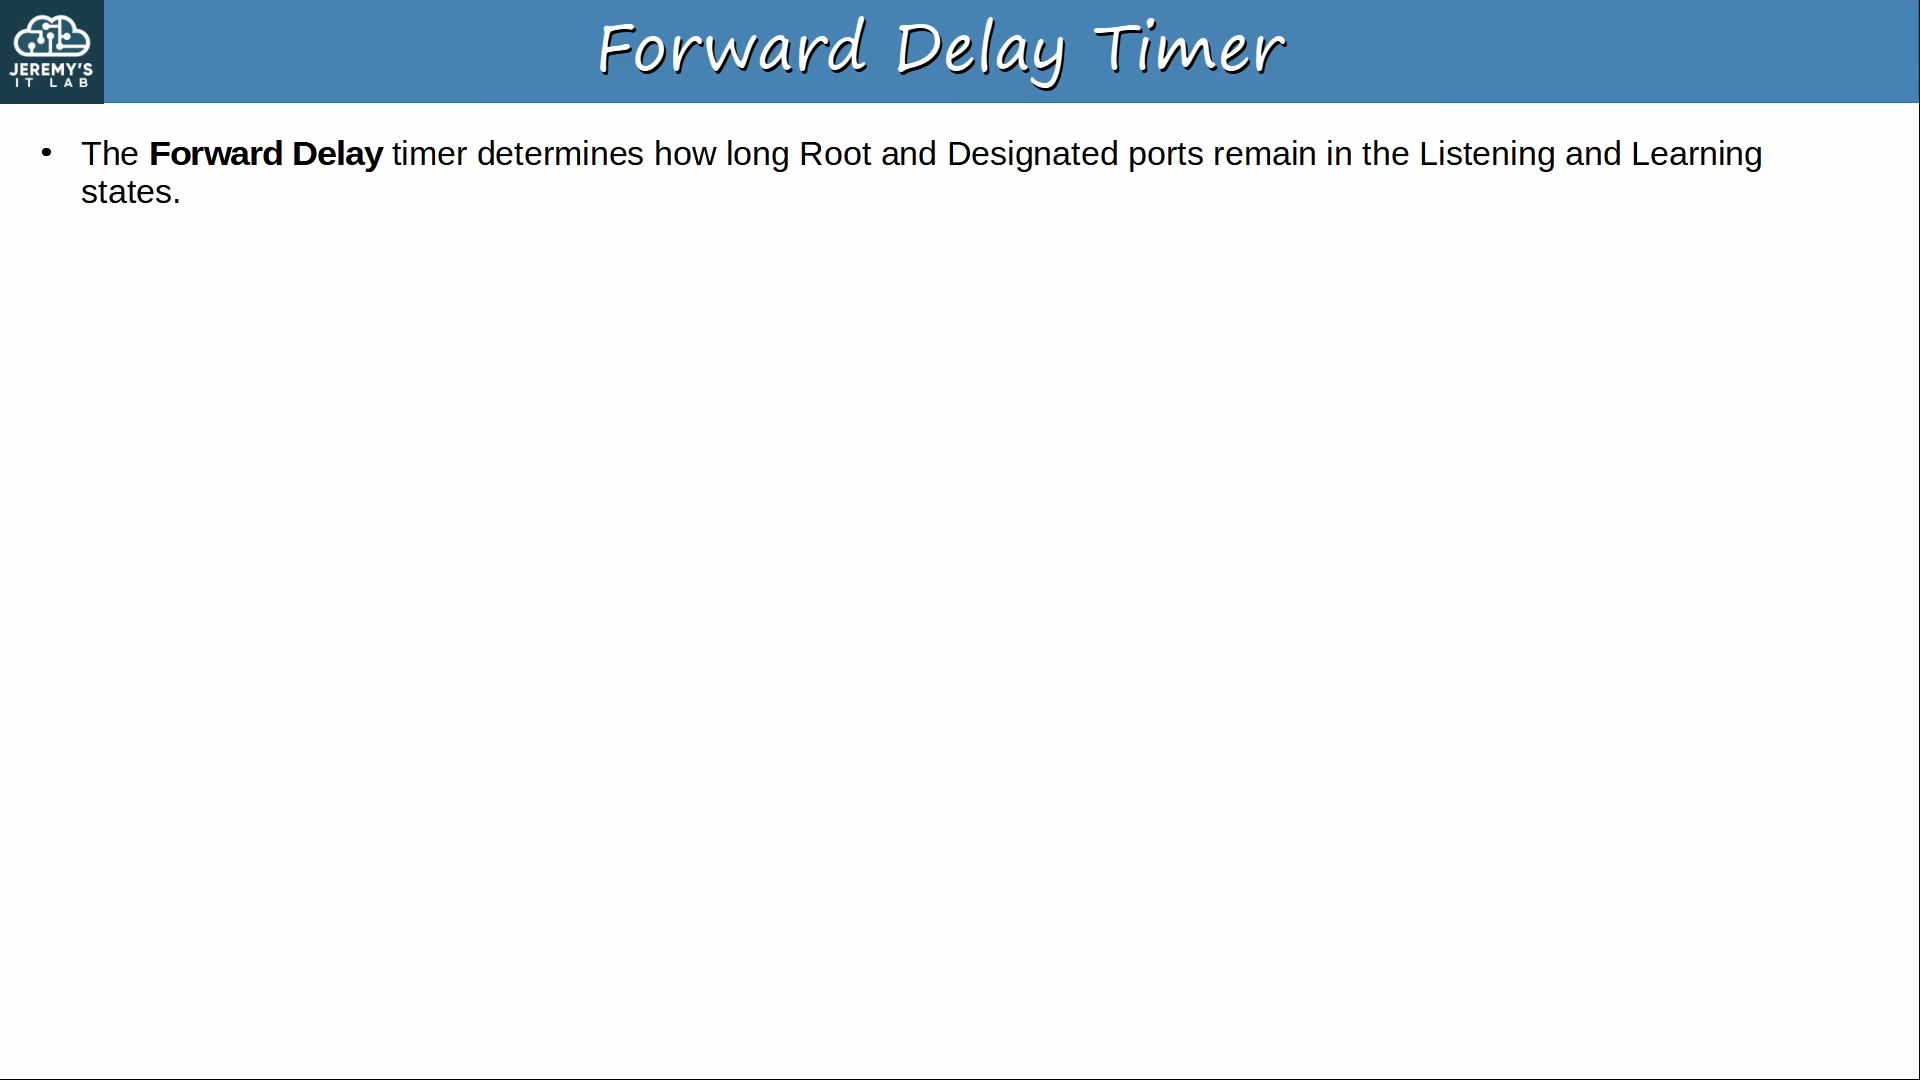 JEREMY'S
IT LAB
Forward Delay Timer
• The Forward Delay timer determines how long Root and Designated ports remain in the Listening and Learning
states.